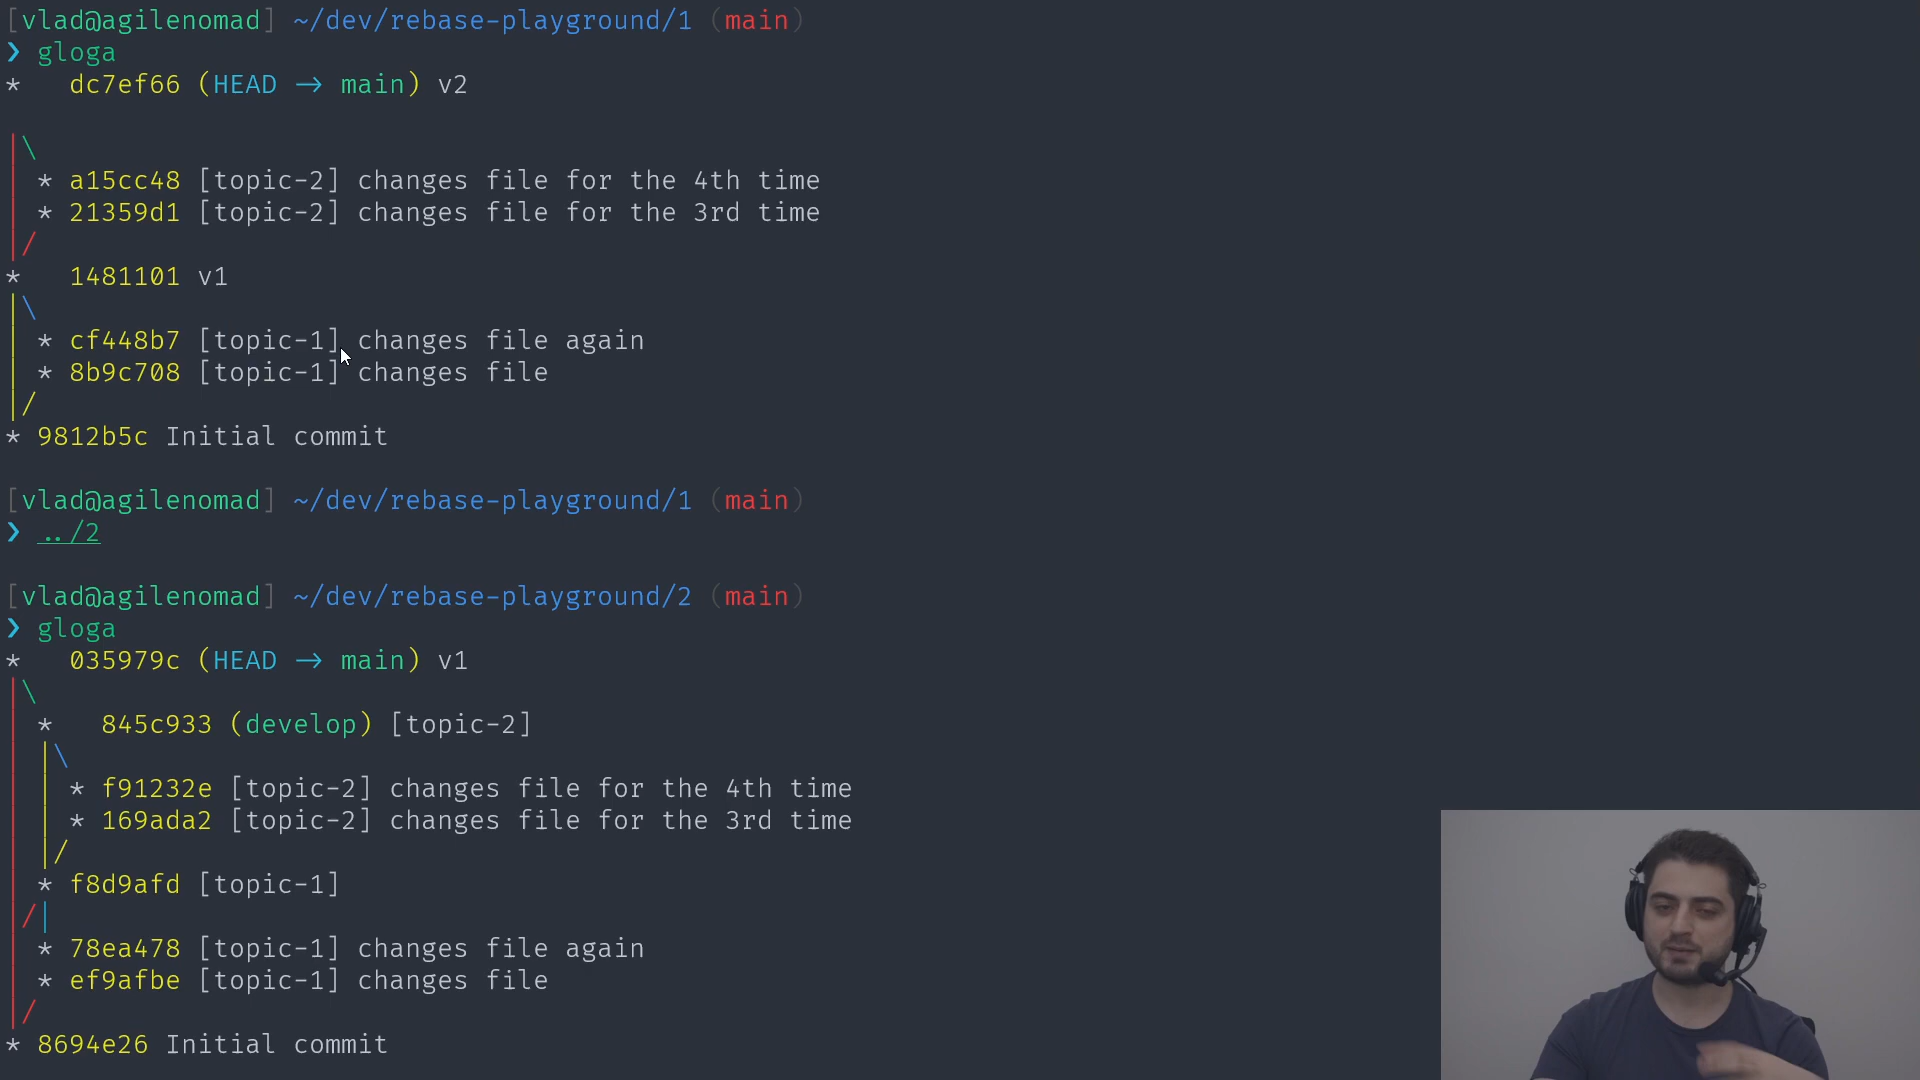 [vlad@agilenomad] ~/dev/rebase-playground/1 (main)
❯ gloga
*   dc7ef66 (HEAD → main) v2
|\
| * a15cc48 [topic-2] changes file for the 4th time
| * 21359d1 [topic-2] changes file for the 3rd time
|/
*   1481101 v1
|\
| * cf448b7 [topic-1] changes file again
| * 8b9c708 [topic-1] changes file
|/
* 9812b5c Initial commit
[vlad@agilenomad] ~/dev/rebase-playground/1 (main)
❯ ../2
[vlad@agilenomad] ~/dev/rebase-playground/2 (main)
❯ gloga
*   035979c (HEAD → main) v1
|\
| *   845c933 (develop) [topic-2]
| |\
| | * f91232e [topic-2] changes file for the 4th time
| | * 169ada2 [topic-2] changes file for the 3rd time
| |/
| * f8d9afd [topic-1]
|/|
| * 78ea478 [topic-1] changes file again
| * ef9afbe [topic-1] changes file
|/
* 8694e26 Initial commit